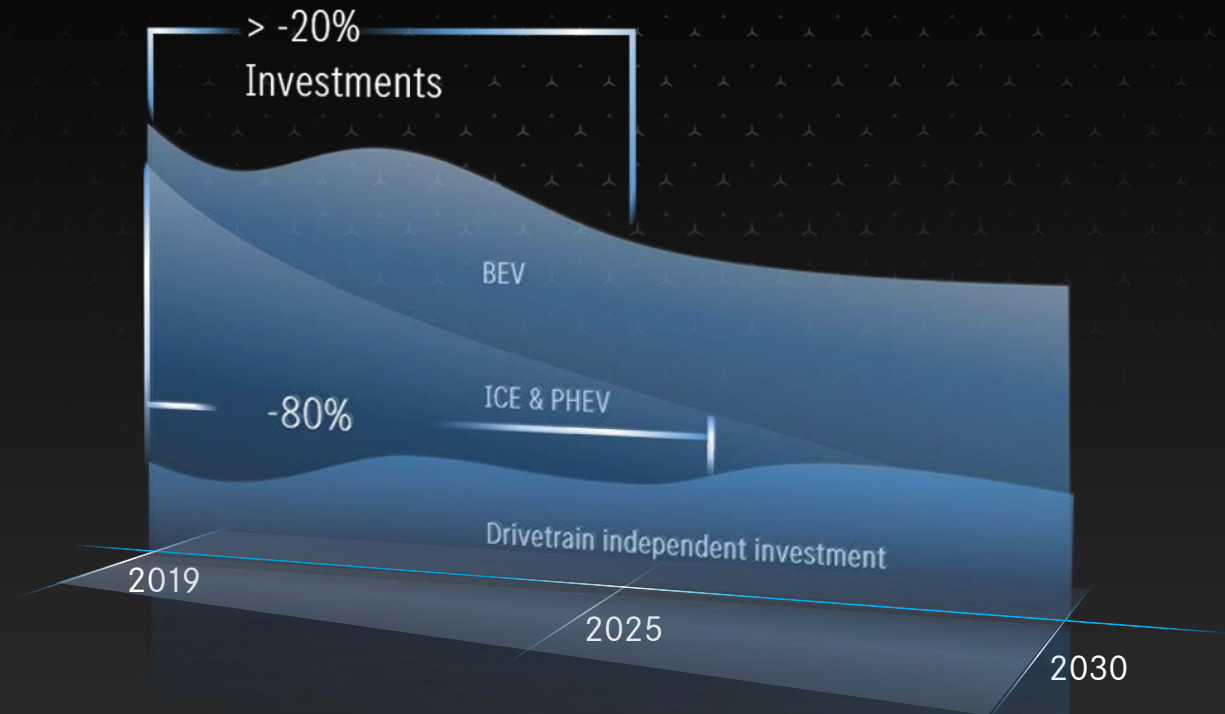 > -20%
Investments
BEV
ICE & PHEV
-80%
Drivetrain independent investment
2019
2025
2030